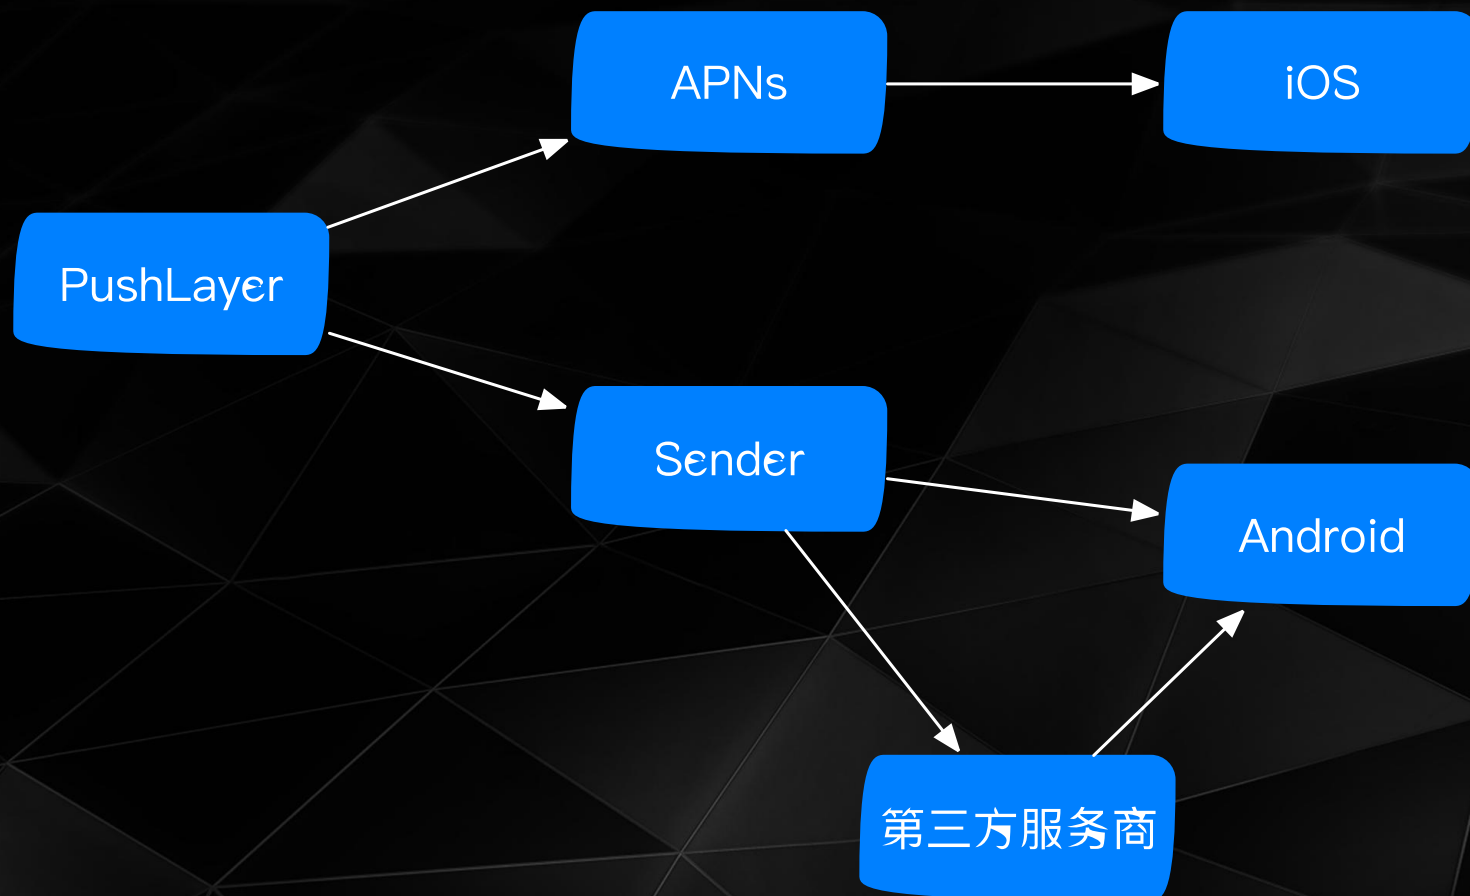 APNs
iOS
PushLayer
Sender
Android
第三方服务商